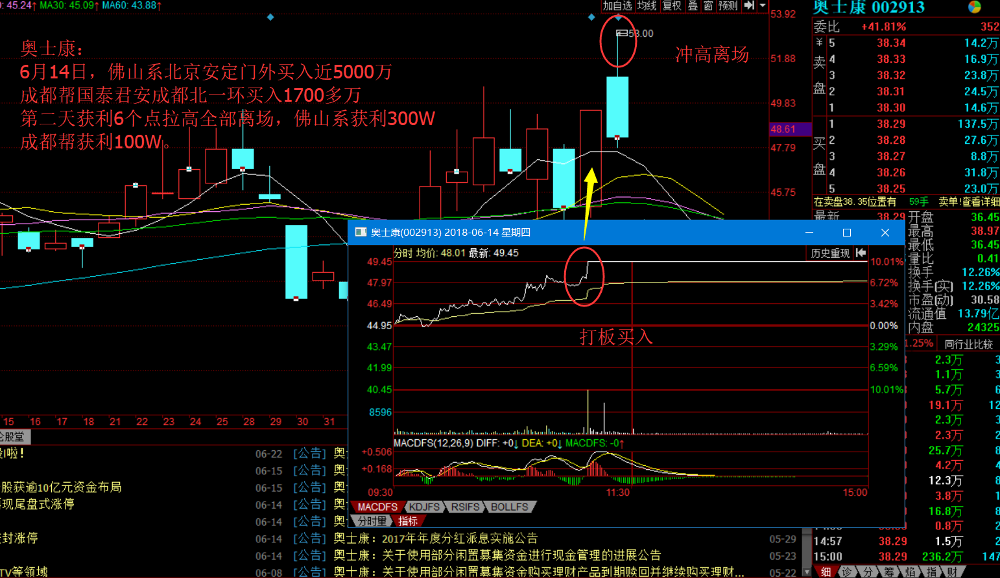 : 45.24↑ MA30: 45.09↑ MA60: 43.88↑
加自选 均线 复权 叠 窗 预测
奥士康 002913
53.92
51.88
49.83
48.61
47.79
45.75
53.00
冲高离场
奥士康：
6月14日，佛山系北京安定门外买入近5000万
成都帮国泰君安成都北一环买入1700多万
第二天获利6个点拉高全部离场，佛山系获利300W
成都帮获利100W。
委比 +41.81% 352
卖盘
¥ 5 38.34 14.2万
4 38.33 16.9万
3 38.32 23.8万
2 38.31 24.5万
1 38.30 14.6万
买盘
1 38.29 137.5万
2 38.28 27.6万
3 38.27 8.8万
4 38.26 31.8万
5 38.25 23.0万
在卖盘38.35位置有 59手 卖单!查看详细
最新 38.29 开盘 36.45
最高 38.97
最低 36.45
量比 0.41
换手 12.26%
换手(实) 12.26%
市盈(动) 30.58
流通值 13.79亿
内盘 24325
1.25% 同行业比较
2.3万
1.1万
5.7万
19.1万
2.3万
2.3万
25.7万
4.2万
12.3万
3.8万
16.8万
0.8万
14:57 38.29 1.5万
15:00 38.29 236.2万 147
细 诊 分 筹 焰 指 财
奥士康(002913) 2018-06-14 星期四
分时 均价: 48.01 最新: 49.45
历史重现
49.45 10.01%
47.97 6.72%
46.49 3.42%
44.95 0.00%
43.47 3.29%
41.99 6.59%
40.45 10.01%
8596
打板买入
MACDFS(12,26,9) DIFF: +0↓ DEA: +0↓ MACDFS: -0↑
+0.506
+0.168
09:30 11:30 15:00
MACDFS KDJFS RSIFS BOLLFS
分时量 指标
15 16 17 18 21 22 23 24 25 28 29 30 31
股堂
啦！ 06-22 [公告] 奥
06-15 [公告] 奥
股获逾10亿元资金布局 06-15 [公告] 奥
现尾盘式涨停 06-14 [公告] 奥
06-14 [公告] 奥
封涨停 06-14 [公告] 奥士康：2017年年度分红派息实施公告 05-29
06-14 [公告] 奥士康：关于使用部分闲置募集资金进行现金管理的进展公告 05-23
TV等领域 06-08 [公告] 奥士康：关于使用部分闲置募集资金购买理财产品到期赎回并继续购买理财... 05-22